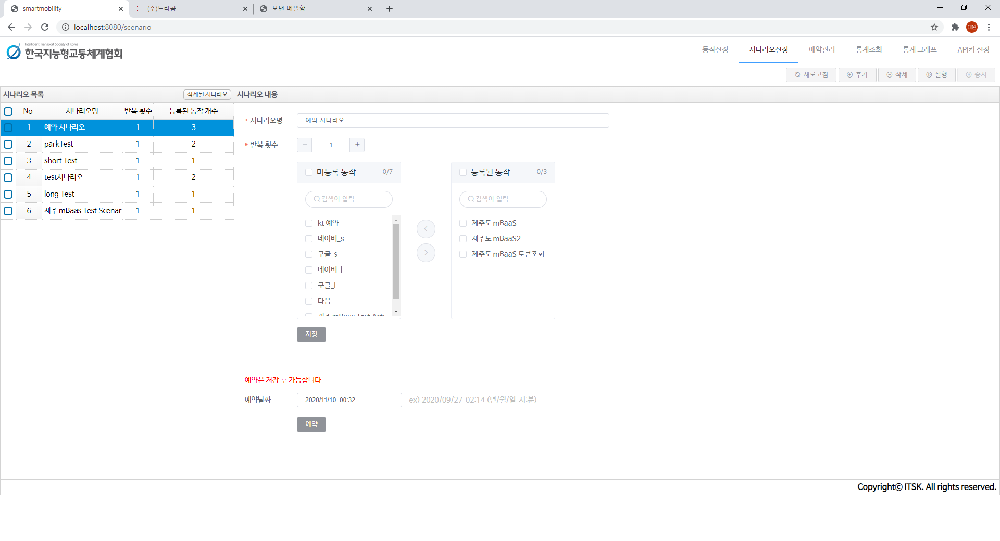 smartmobility
(주)트라콤
보낸 메일함
localhost:8080/scenario
대원
Intelligent Transport Society of Korea
한국지능형교통체계협회
동작설정 시나리오설정 예약관리 통계조회 통계 그래프 API키 설정
새로고침 추가 삭제 실행 중지
시나리오 목록 삭제된 시나리오 시나리오 내용
No. 시나리오명 반복 횟수 등록된 동작 개수
1 예약 시나리오 1 3
2 parkTest 1 2
3 short Test 1 1
4 test시나리오 1 2
5 long Test 1 1
6 제주 mBaas Test Scenar 1 1
* 시나리오명 예약 시나리오
* 반복 횟수 − 1 +
미등록 동작 0/7
검색어 입력
kt 예약
네이버_s
구글_s
네이버_l
구글_l
다음
제주 mBaas Test Acti...
등록된 동작 0/3
검색어 입력
제주도 mBaaS
제주도 mBaaS2
제주도 mBaaS 토큰조회
저장
예약은 저장 후 가능합니다.
예약날짜 2020/11/10_00:32 ex) 2020/09/27_02:14 (년/월/일_시:분)
예약
Copyrightⓒ ITSK. All rights reserved.